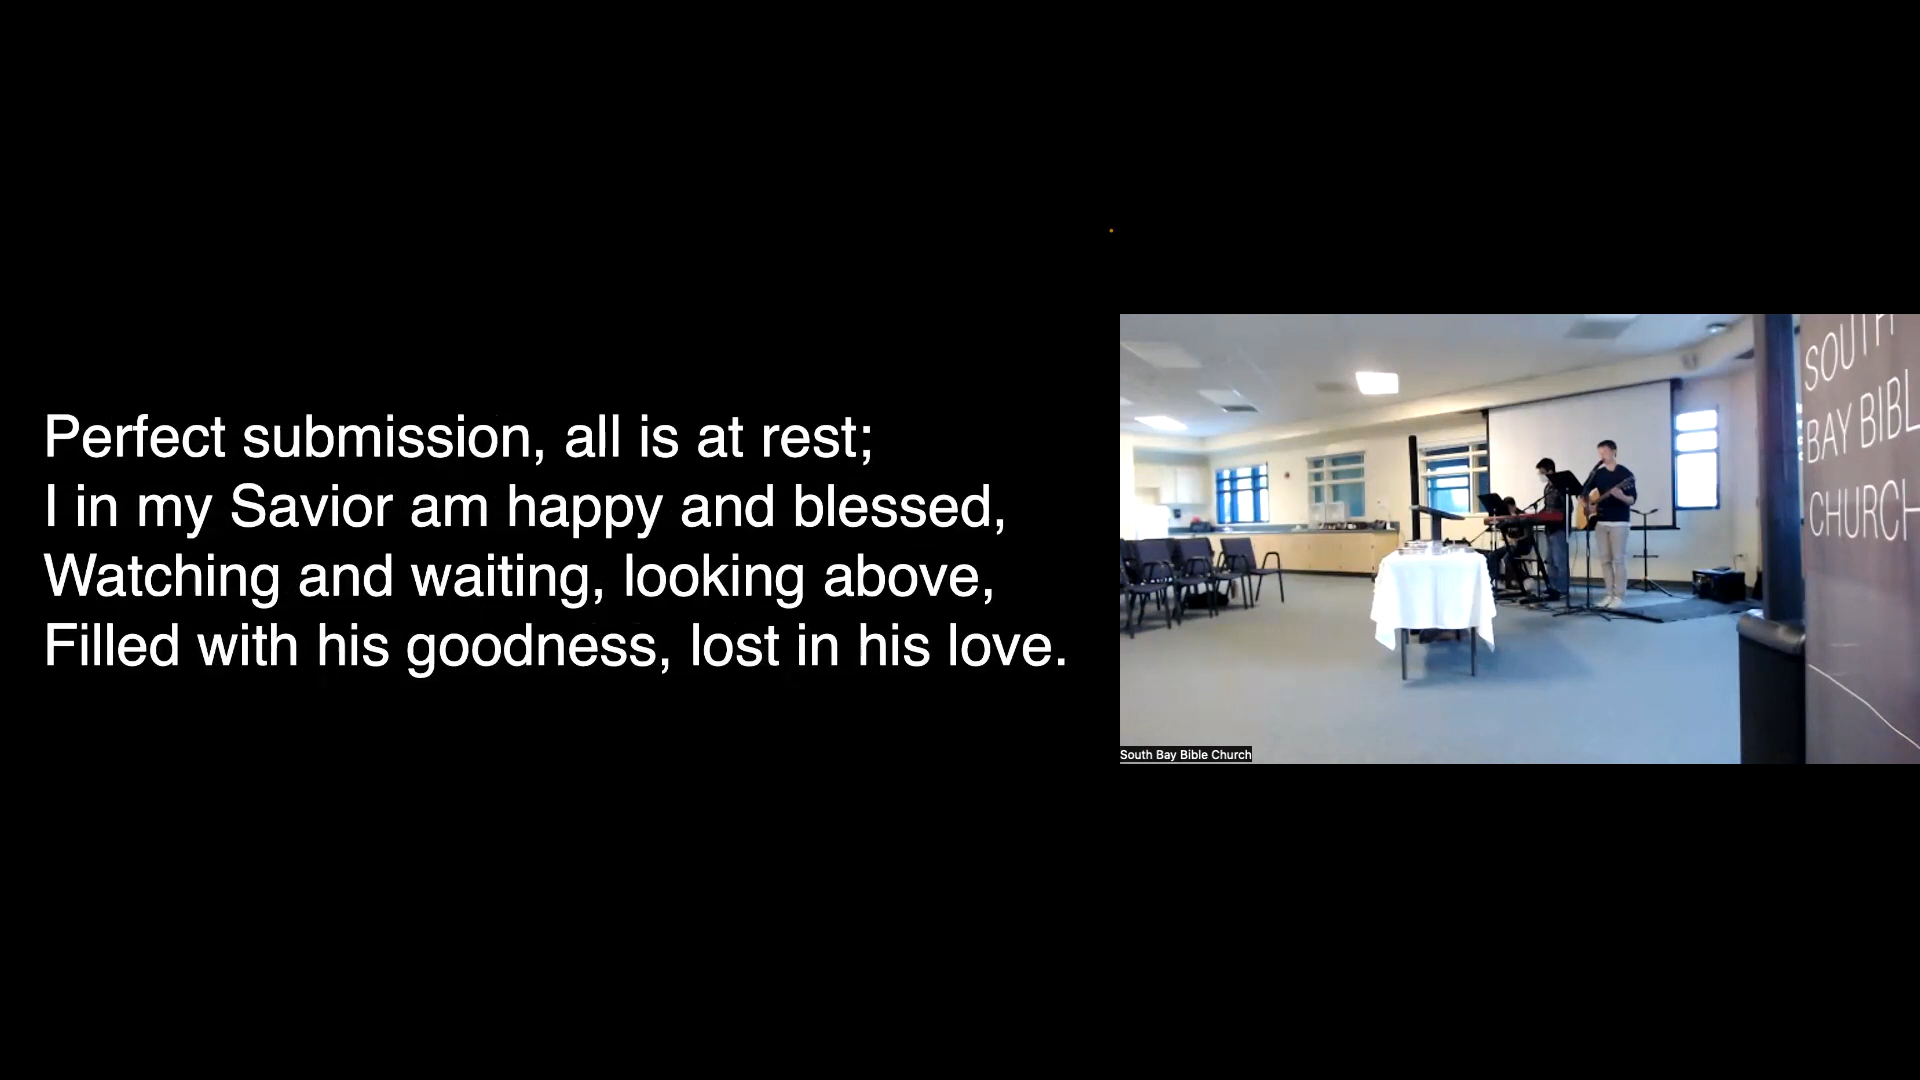 Perfect submission, all is at rest;
I in my Savior am happy and blessed,
Watching and waiting, looking above,
Filled with his goodness, lost in his love.
SOUTH
BAY BIBL
CHURCH
South Bay Bible Church